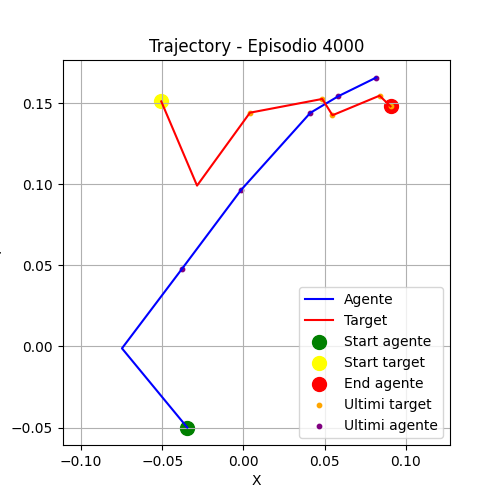 Trajectory - Episodio 4000
0.15
0.10
0.05
0.00
−0.05
−0.10 −0.05 0.00 0.05 0.10
X
Agente
Target
Start agente
Start target
End agente
Ultimi target
Ultimi agente